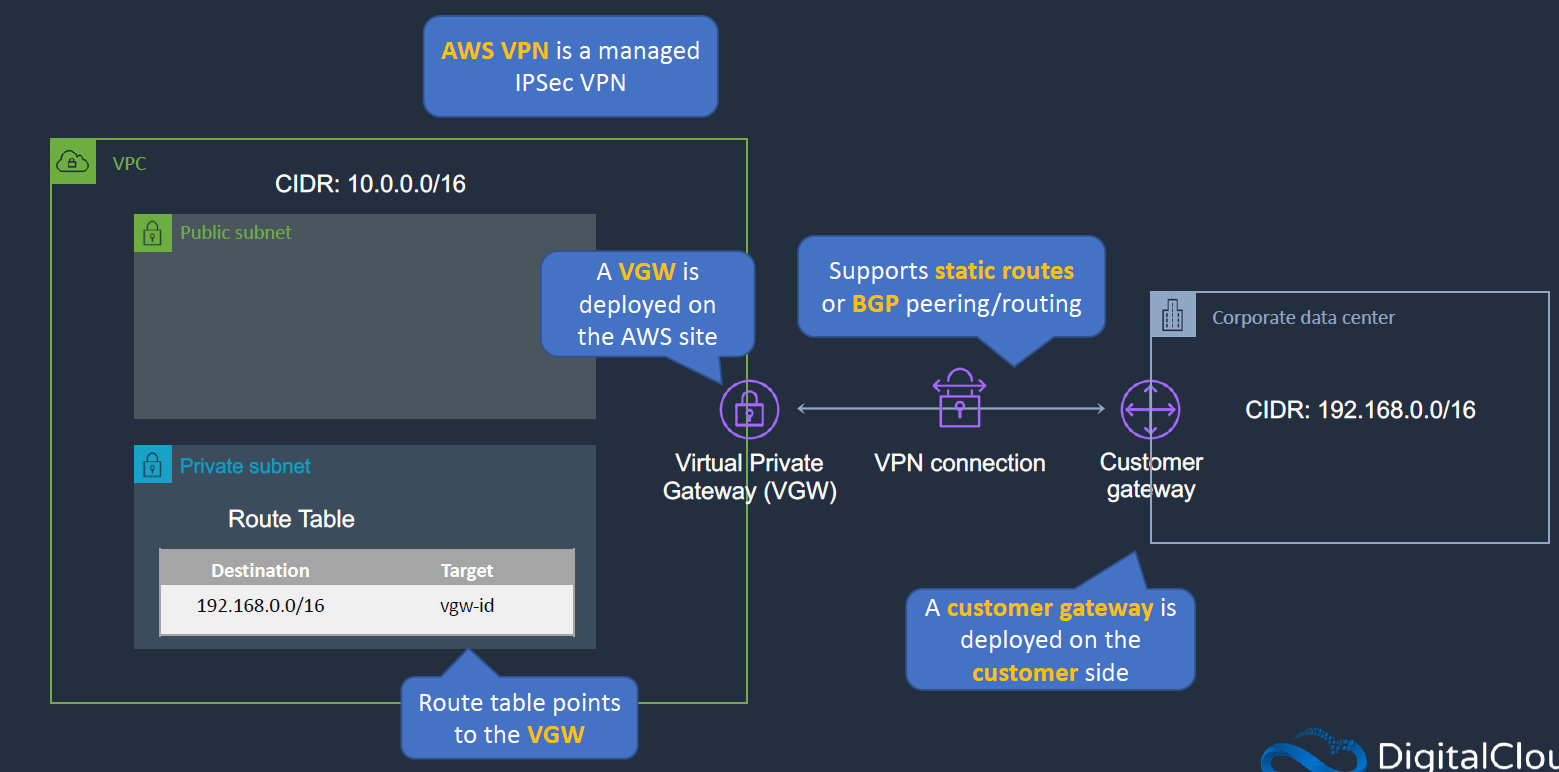 AWS VPN is a managed
IPSec VPN
VPC
CIDR: 10.0.0.0/16
Public subnet
A VGW is
deployed on
the AWS site
Supports static routes
or BGP peering/routing
Corporate data center
CIDR: 192.168.0.0/16
Virtual Private
Gateway (VGW)
VPN connection
Customer
gateway
Private subnet
Route Table
Destination Target
192.168.0.0/16 vgw-id
A customer gateway is
deployed on the
customer side
Route table points
to the VGW
DigitalClou